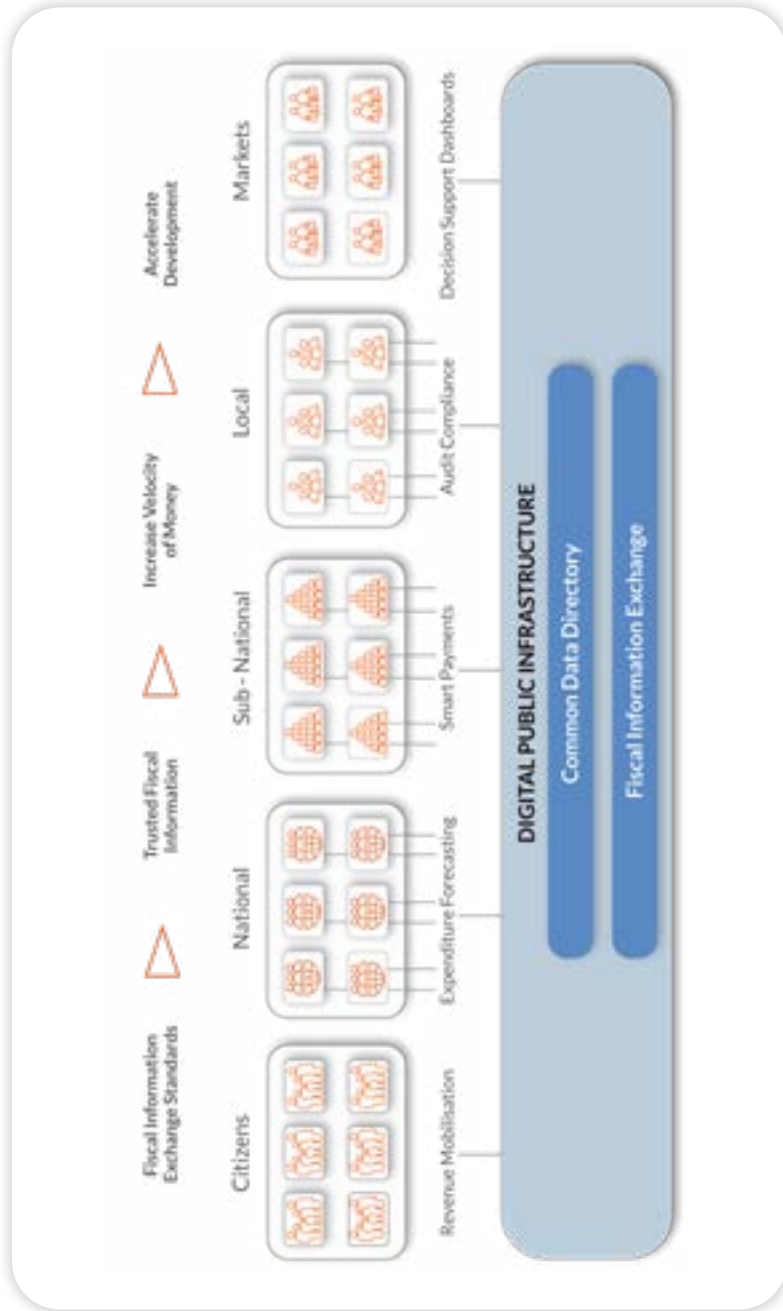 Fiscal Information
Exchange Standards
Trusted Fiscal
Information
Increase Velocity
of Money
Accelerate
Development
Citizens
National
Sub - National
Local
Markets
Revenue Mobilisation
Expenditure Forecasting
Smart Payments
Audit Compliance
Decision Support Dashboards
DIGITAL PUBLIC INFRASTRUCTURE
Common Data Directory
Fiscal Information Exchange